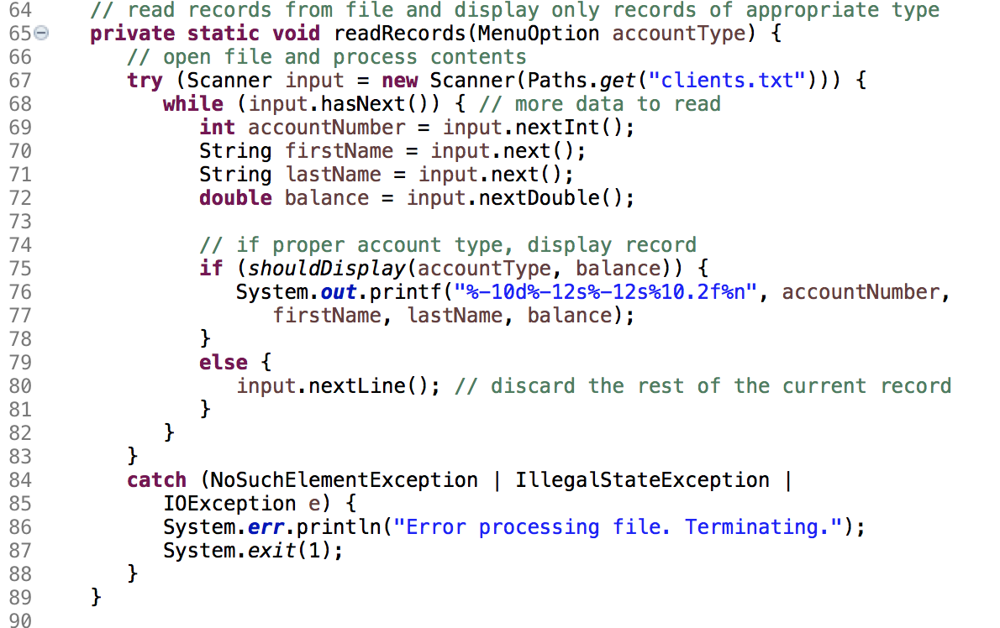 64    // read records from file and display only records of appropriate type
65    private static void readRecords(MenuOption accountType) {
66       // open file and process contents
67       try (Scanner input = new Scanner(Paths.get("clients.txt"))) {
68          while (input.hasNext()) { // more data to read
69             int accountNumber = input.nextInt();
70             String firstName = input.next();
71             String lastName = input.next();
72             double balance = input.nextDouble();
73
74             // if proper account type, display record
75             if (shouldDisplay(accountType, balance)) {
76                System.out.printf("%-10d%-12s%-12s%10.2f%n", accountNumber,
77                   firstName, lastName, balance);
78             }
79             else {
80                input.nextLine(); // discard the rest of the current record
81             }
82          }
83       }
84       catch (NoSuchElementException | IllegalStateException |
85          IOException e) {
86          System.err.println("Error processing file. Terminating.");
87          System.exit(1);
88       }
89    }
90